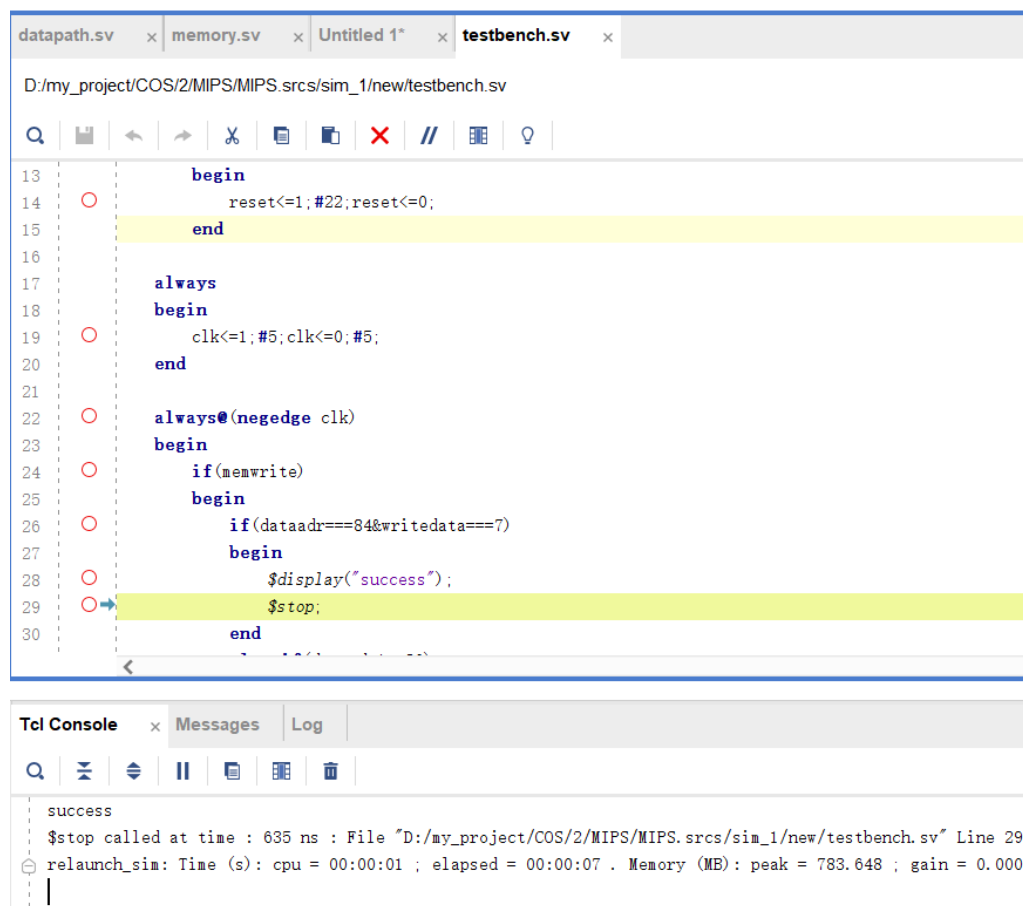 datapath.sv × memory.sv × Untitled 1* × testbench.sv ×
D:/my_project/COS/2/MIPS/MIPS.srcs/sim_1/new/testbench.sv
13 begin
14 reset<=1;#22;reset<=0;
15 end
16
17 always
18 begin
19 clk<=1;#5;clk<=0;#5;
20 end
21
22 always@(negedge clk)
23 begin
24 if(memwrite)
25 begin
26 if(dataadr===84&writedata===7)
27 begin
28 $display("success");
29 $stop;
30 end
Tcl Console × Messages Log
success
$stop called at time : 635 ns : File "D:/my_project/COS/2/MIPS/MIPS.srcs/sim_1/new/testbench.sv" Line 29
relaunch_sim: Time (s): cpu = 00:00:01 ; elapsed = 00:00:07 . Memory (MB): peak = 783.648 ; gain = 0.000